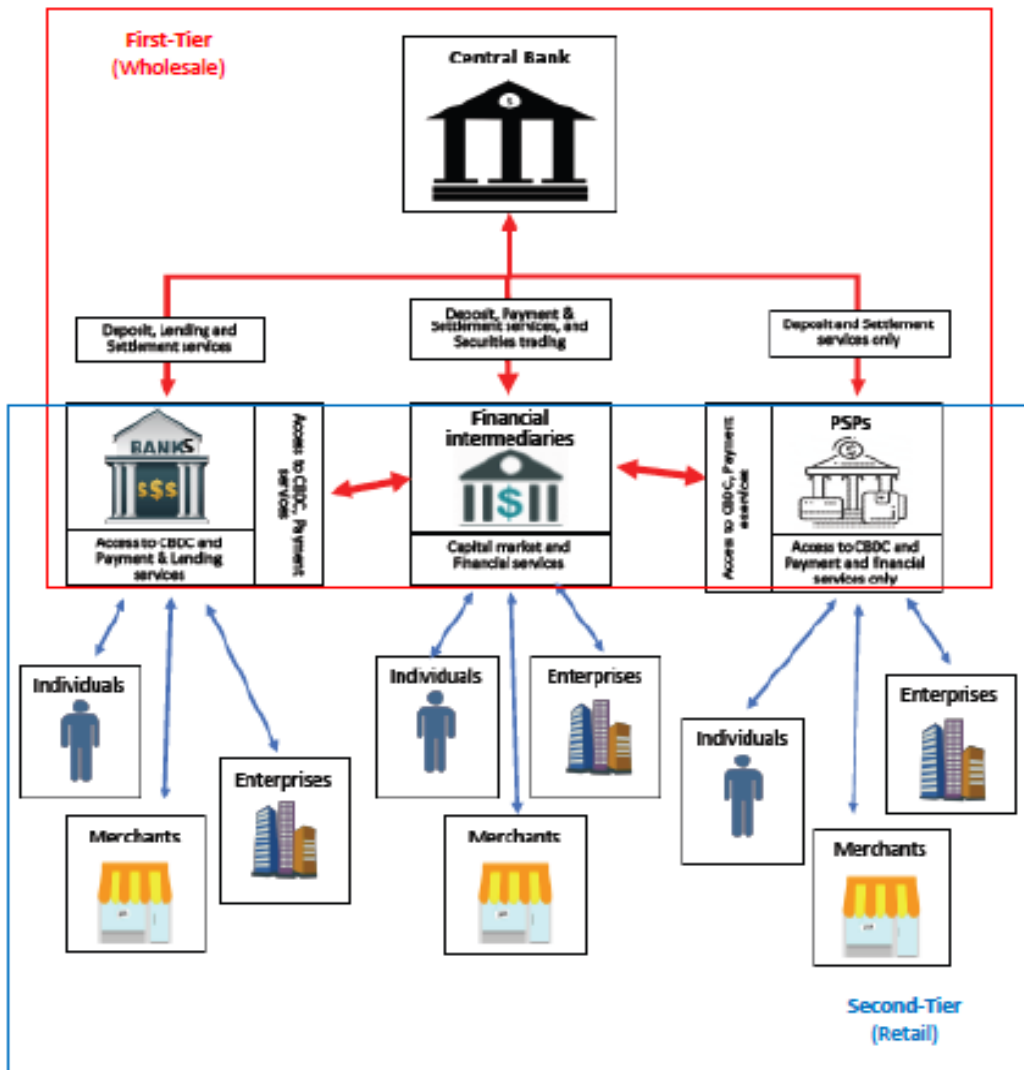 First-Tier
(Wholesale)
Central Bank
$
Deposit, Lending and
Settlement services
Deposit, Payment &
Settlement services, and
Securities trading
Deposit and Settlement
services only
BANKS
$$$
Access to CBDC, Payment
services
Access to CBDC and
Payment & Lending
services
Financial
intermediaries
$
Capital market and
Financial services
Access to CBDC, Payment
eservices
PSPs
$
Access to CBDC and
Payment and financial
services only
Individuals
Merchants
Enterprises
Individuals
Merchants
Enterprises
Individuals
Merchants
Enterprises
Second-Tier
(Retail)